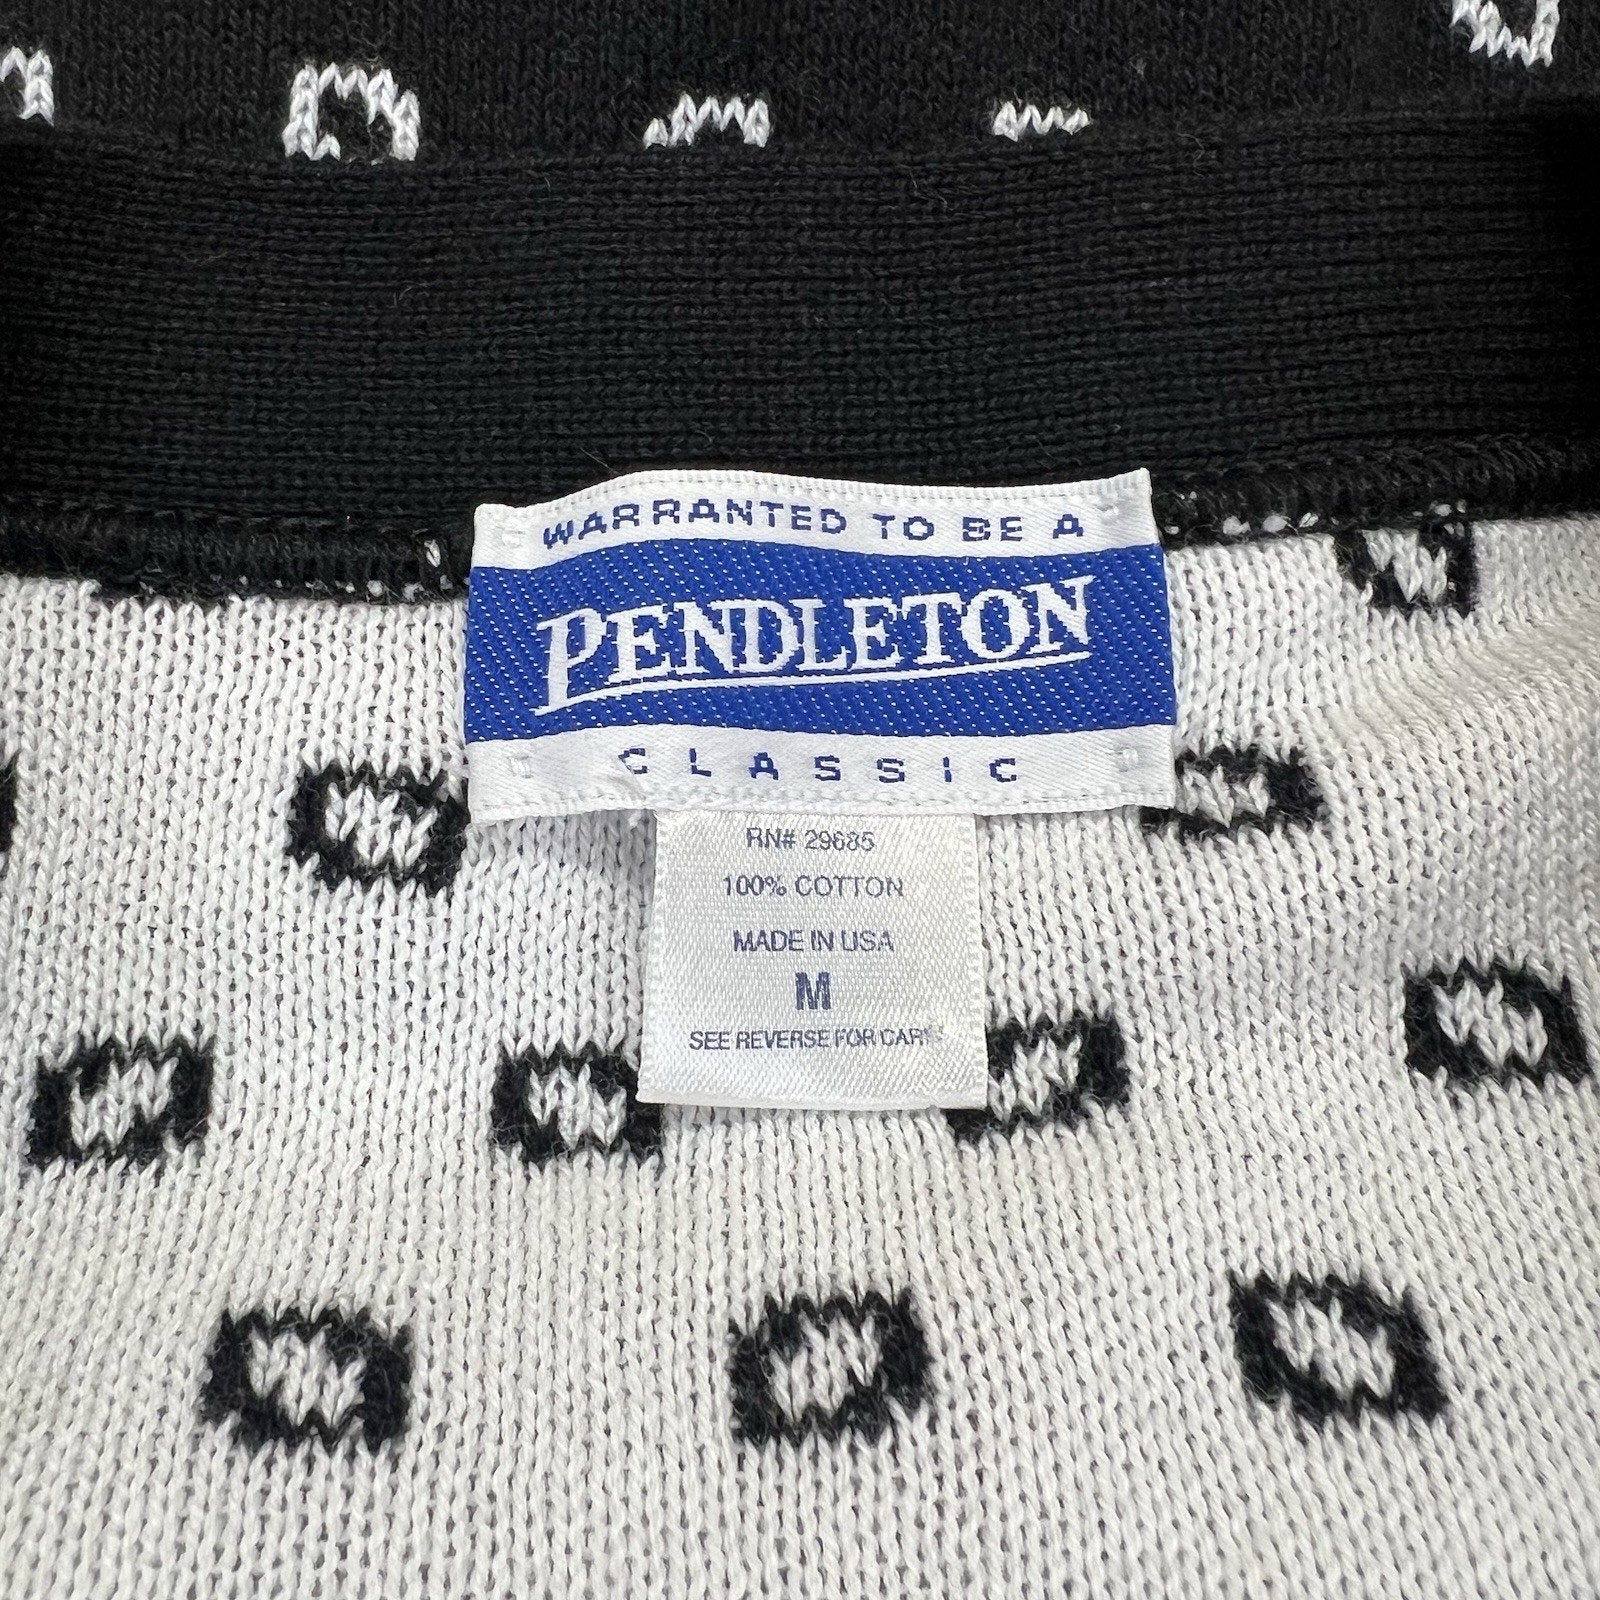 WARRANTED TO BE A
PENDLETON
CLASSIC
RN# 29685
100% COTTON
MADE IN USA
M
SEE REVERSE FOR CARE